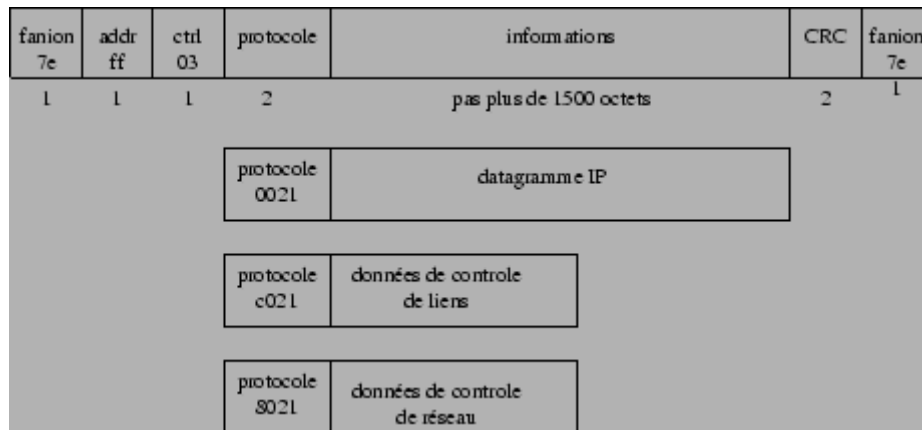 fanion addr ctrl protocole informations CRC fanion
7e ff 03 7e
1 1 1 2 pas plus de 1500 octets 2 1
protocole datagramme IP
0021
protocole données de controle
c021 de liens
protocole données de controle
8021 de réseau